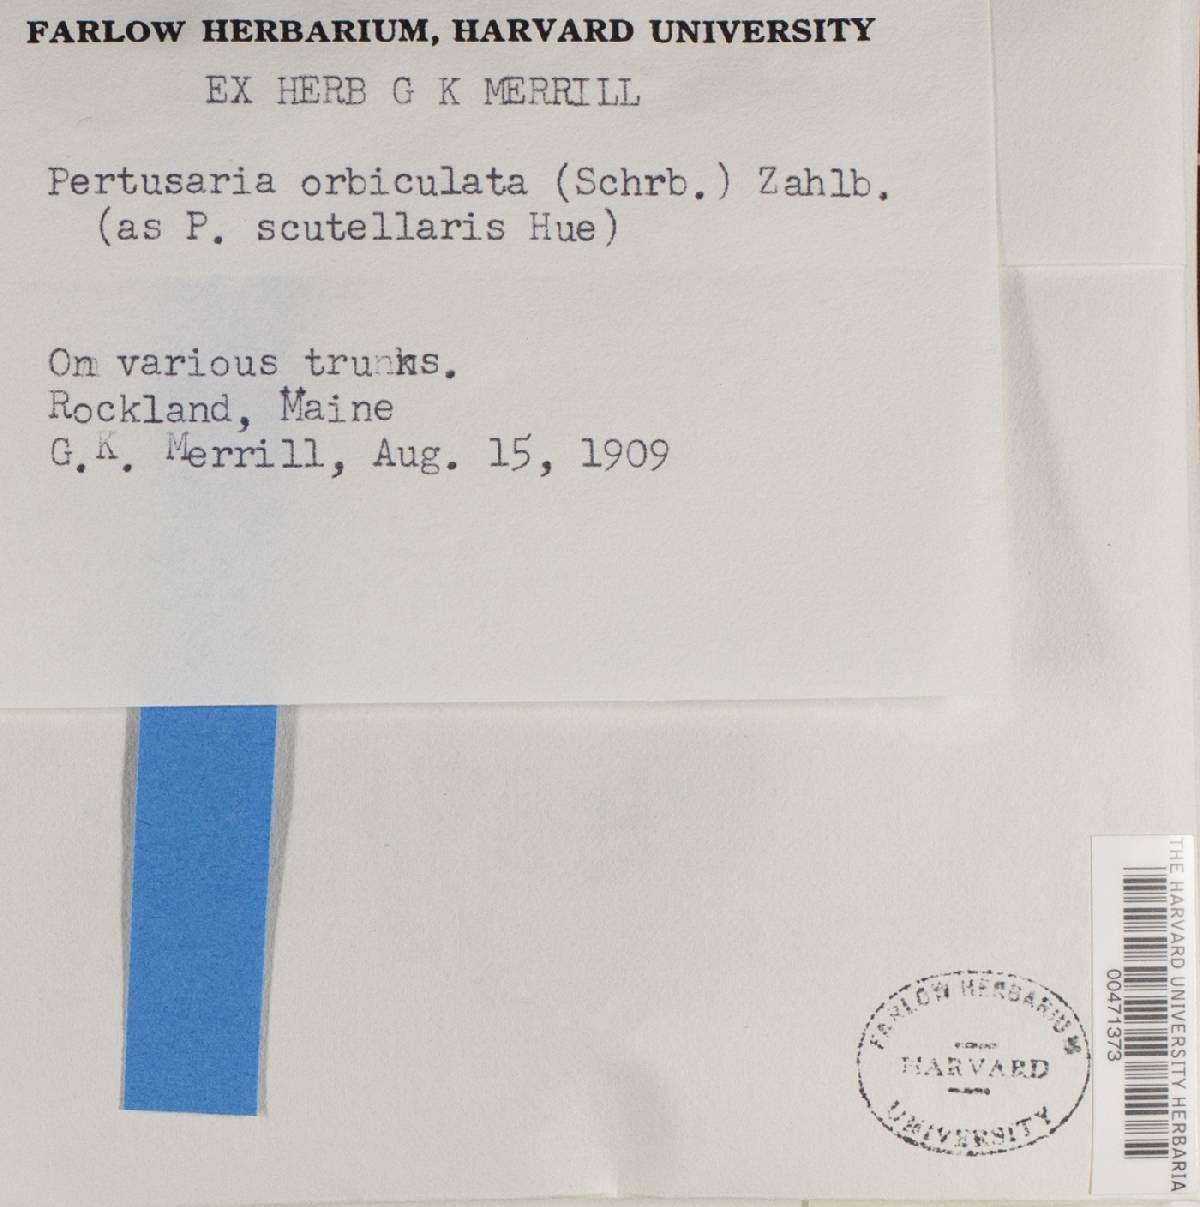 FARLOW HERBARIUM, HARVARD UNIVERSITY
EX HERB G K MERRILL
Pertusaria orbiculata (Schrb.) Zahlb.
(as P. scutellaris Hue)
On various trunks.
Rockland, Maine
G.K. Merrill, Aug. 15, 1909
FARLOW HERBARIUM
HARVARD
UNIVERSITY
THE HARVARD UNIVERSITY HERBARIA
00471373